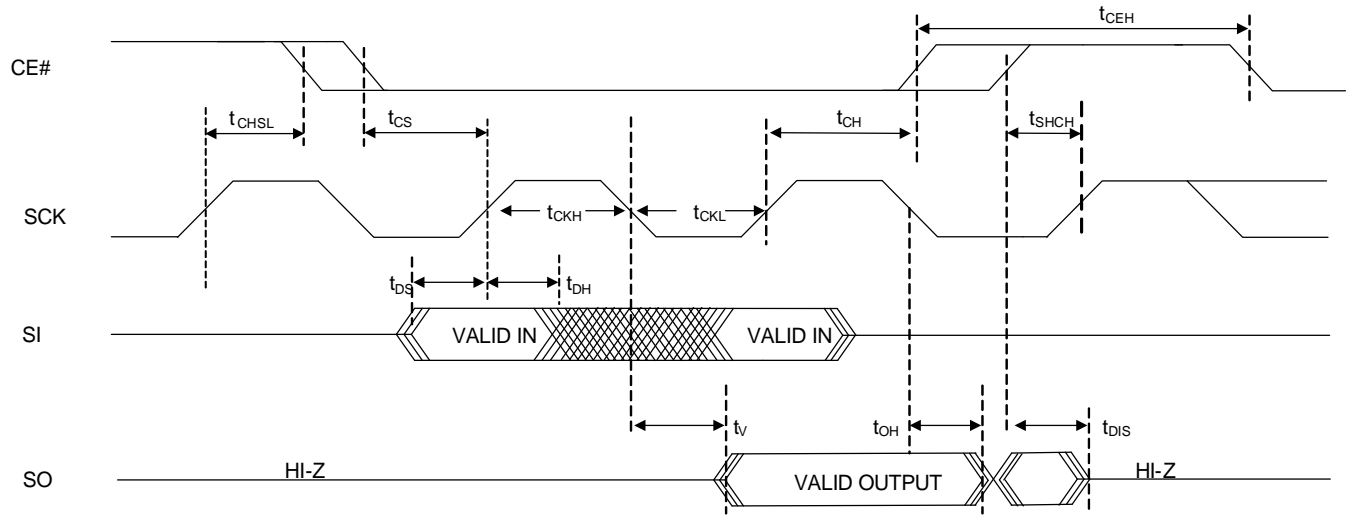 tCEH
CE#
tCHSL
tCS
tCH
tSHCH
SCK
tCKH
tCKL
tDS
tDH
SI
VALID IN
VALID IN
tV
tOH
tDIS
SO
HI-Z
VALID OUTPUT
HI-Z